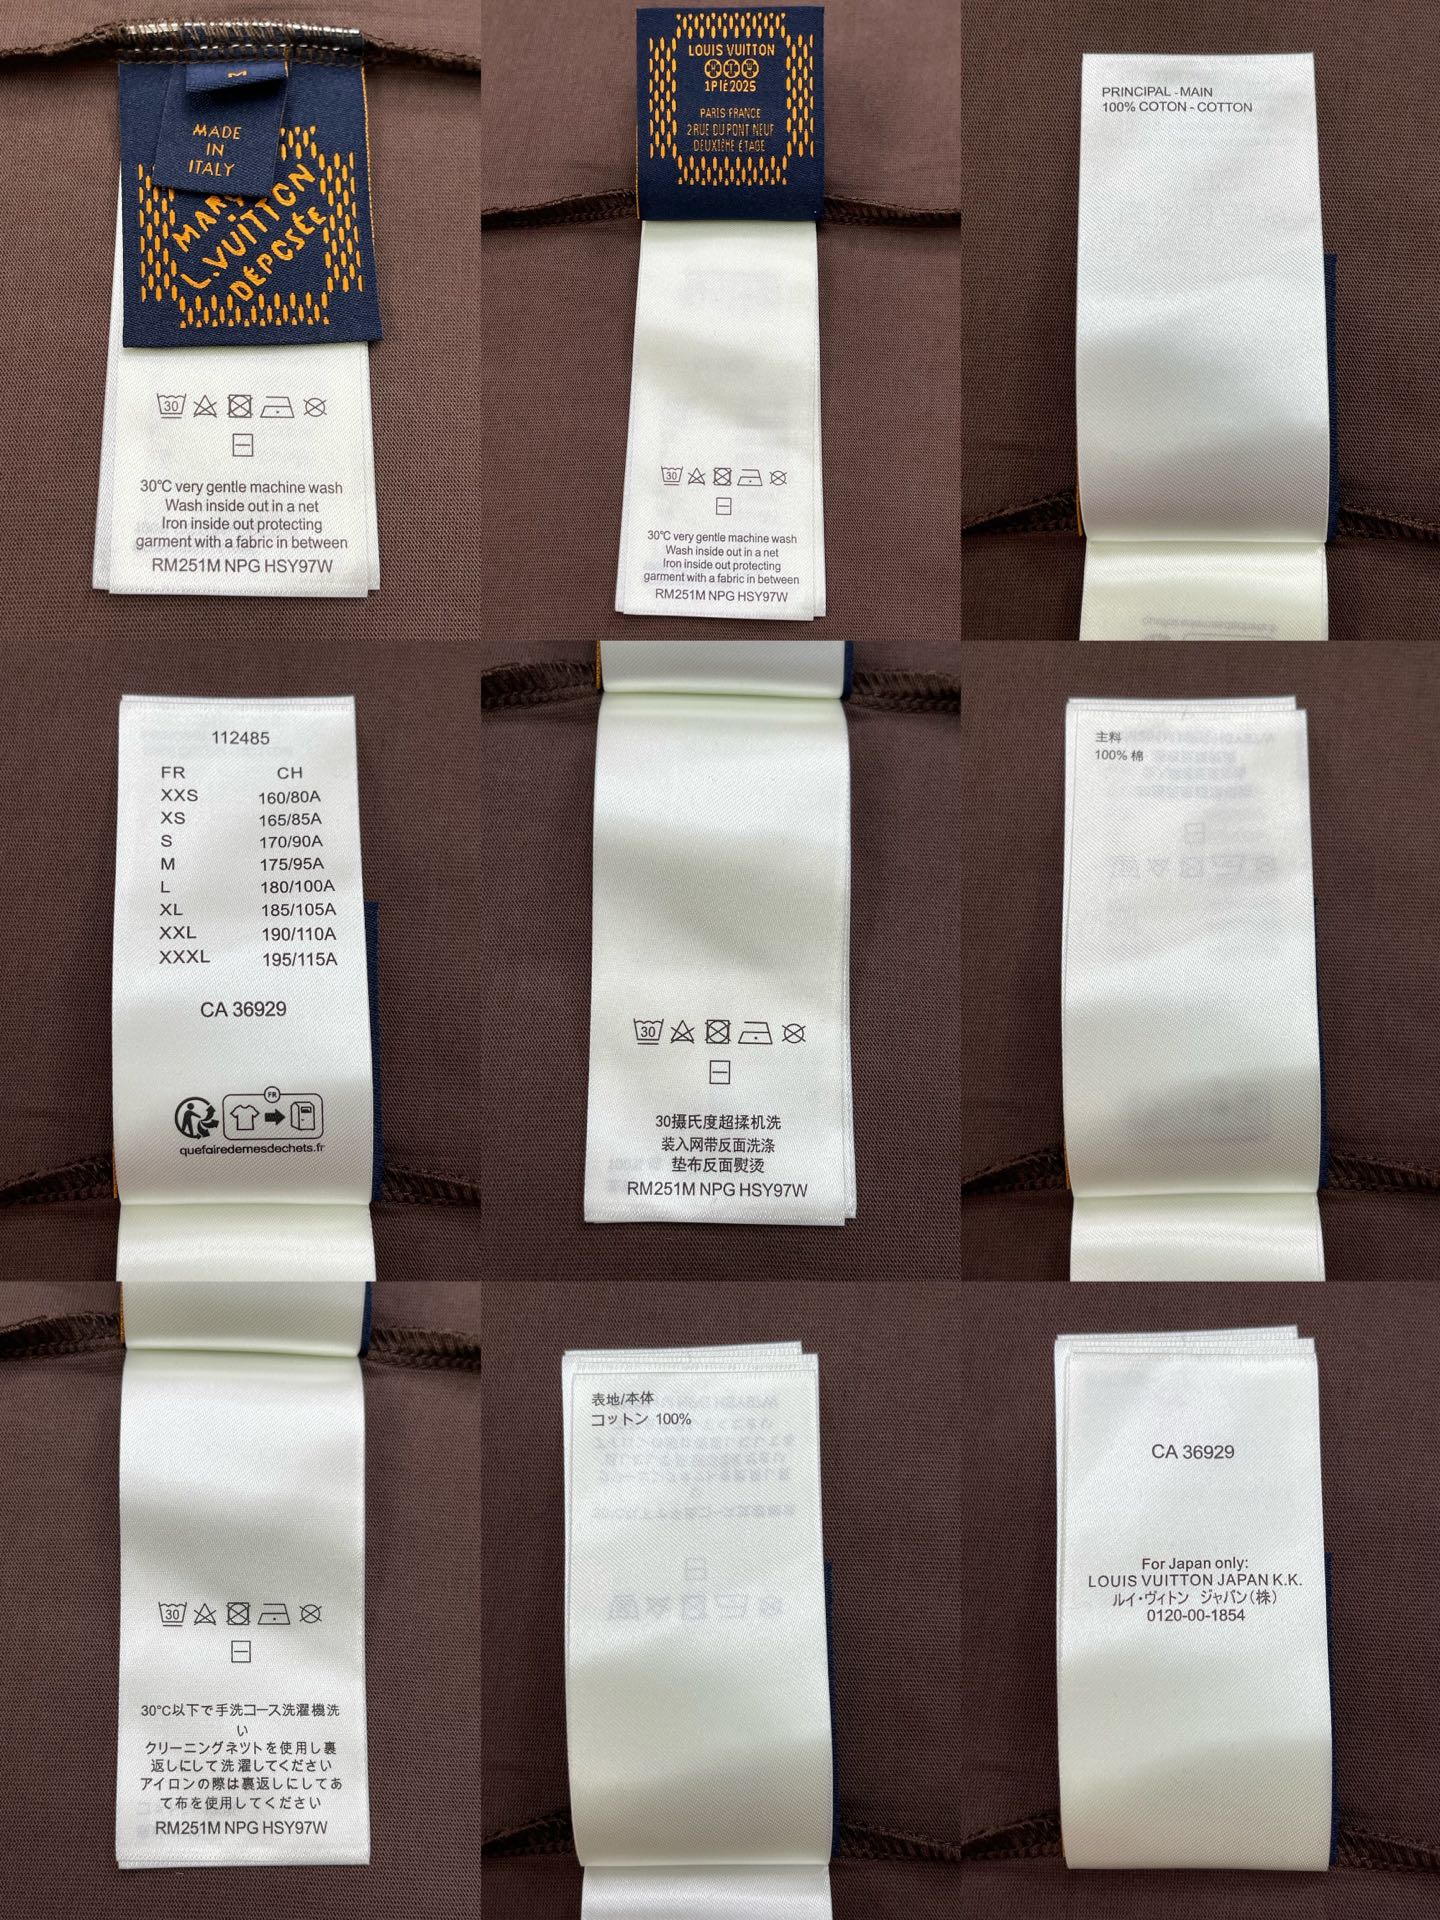 M
MADE
IN
ITALY
L.VUITTON
DÉPOSÉE
30
30°C very gentle machine wash
Wash inside out in a net
Iron inside out protecting
garment with a fabric in between
RM251M NPG HSY97W
LOUIS VUITTON
1PIÈ2025
PARIS FRANCE
2 RUE DU PONT NEUF
DEUXIÈME ÉTAGE
30
30°C very gentle machine wash
Wash inside out in a net
Iron inside out protecting
garment with a fabric in between
RM251M NPG HSY97W
PRINCIPAL - MAIN
100% COTON - COTTON
112485
FR CH
XXS 160/80A
XS 165/85A
S 170/90A
M 175/95A
L 180/100A
XL 185/105A
XXL 190/110A
XXXL 195/115A
CA 36929
FR
quefairedemesdechets.fr
30
30摄氏度超揉机洗
装入网带反面洗涤
垫布反面熨烫
RM251M NPG HSY97W
主料
100% 棉
30
30°C以下で手洗コース洗濯機洗
い
クリーニングネツトを使用し裏
返しにして洗濯してください
アイロンの際は裏返しにしてあ
て布を使用してください
RM251M NPG HSY97W
表地/本体
コットン 100%
CA 36929
For Japan only:
LOUIS VUITTON JAPAN K.K.
ルイ・ヴィトン ジャパン(株)
0120-00-1854